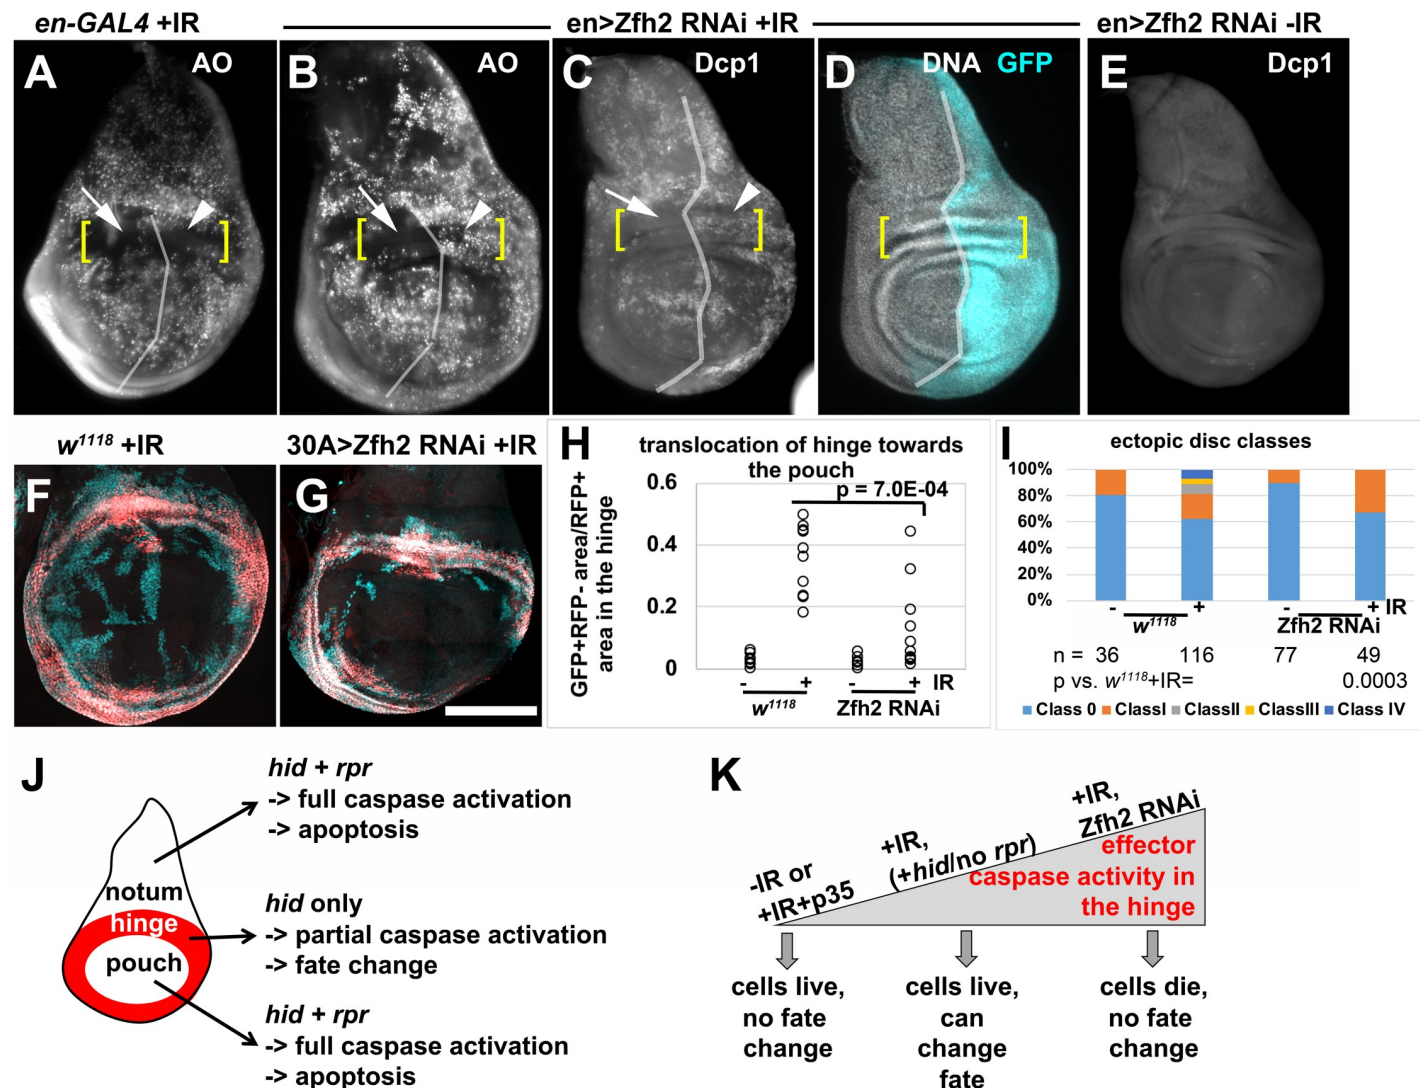 en-GAL4 +IR
en>Zfh2 RNAi +IR
en>Zfh2 RNAi -IR
A
AO
B
AO
C
Dcp1
D
DNA GFP
E
Dcp1
[ ]
[ ]
[ ]
[ ]
w1118 +IR
30A>Zfh2 RNAi +IR
F
G
H
translocation of hinge towards
the pouch
p = 7.0E-04
GFP+RFP- area/RFP+
area in the hinge
0.6
0.4
0.2
0
- + - + IR
w1118 Zfh2 RNAi
I
ectopic disc classes
100%
80%
60%
40%
20%
0%
- + - + IR
w1118 Zfh2 RNAi
n = 36 116 77 49
p vs. w1118+IR= 0.0003
Class 0 ClassI ClassII ClassIII Class IV
J
hid + rpr
-> full caspase activation
-> apoptosis
notum
hinge
pouch
hid only
-> partial caspase activation
-> fate change
hid + rpr
-> full caspase activation
-> apoptosis
K
-IR or
+IR+p35
+IR,
(+hid/no rpr)
+IR,
Zfh2 RNAi
effector
caspase activity in
the hinge
cells live,
no fate
change
cells live,
can
change
fate
cells die,
no fate
change